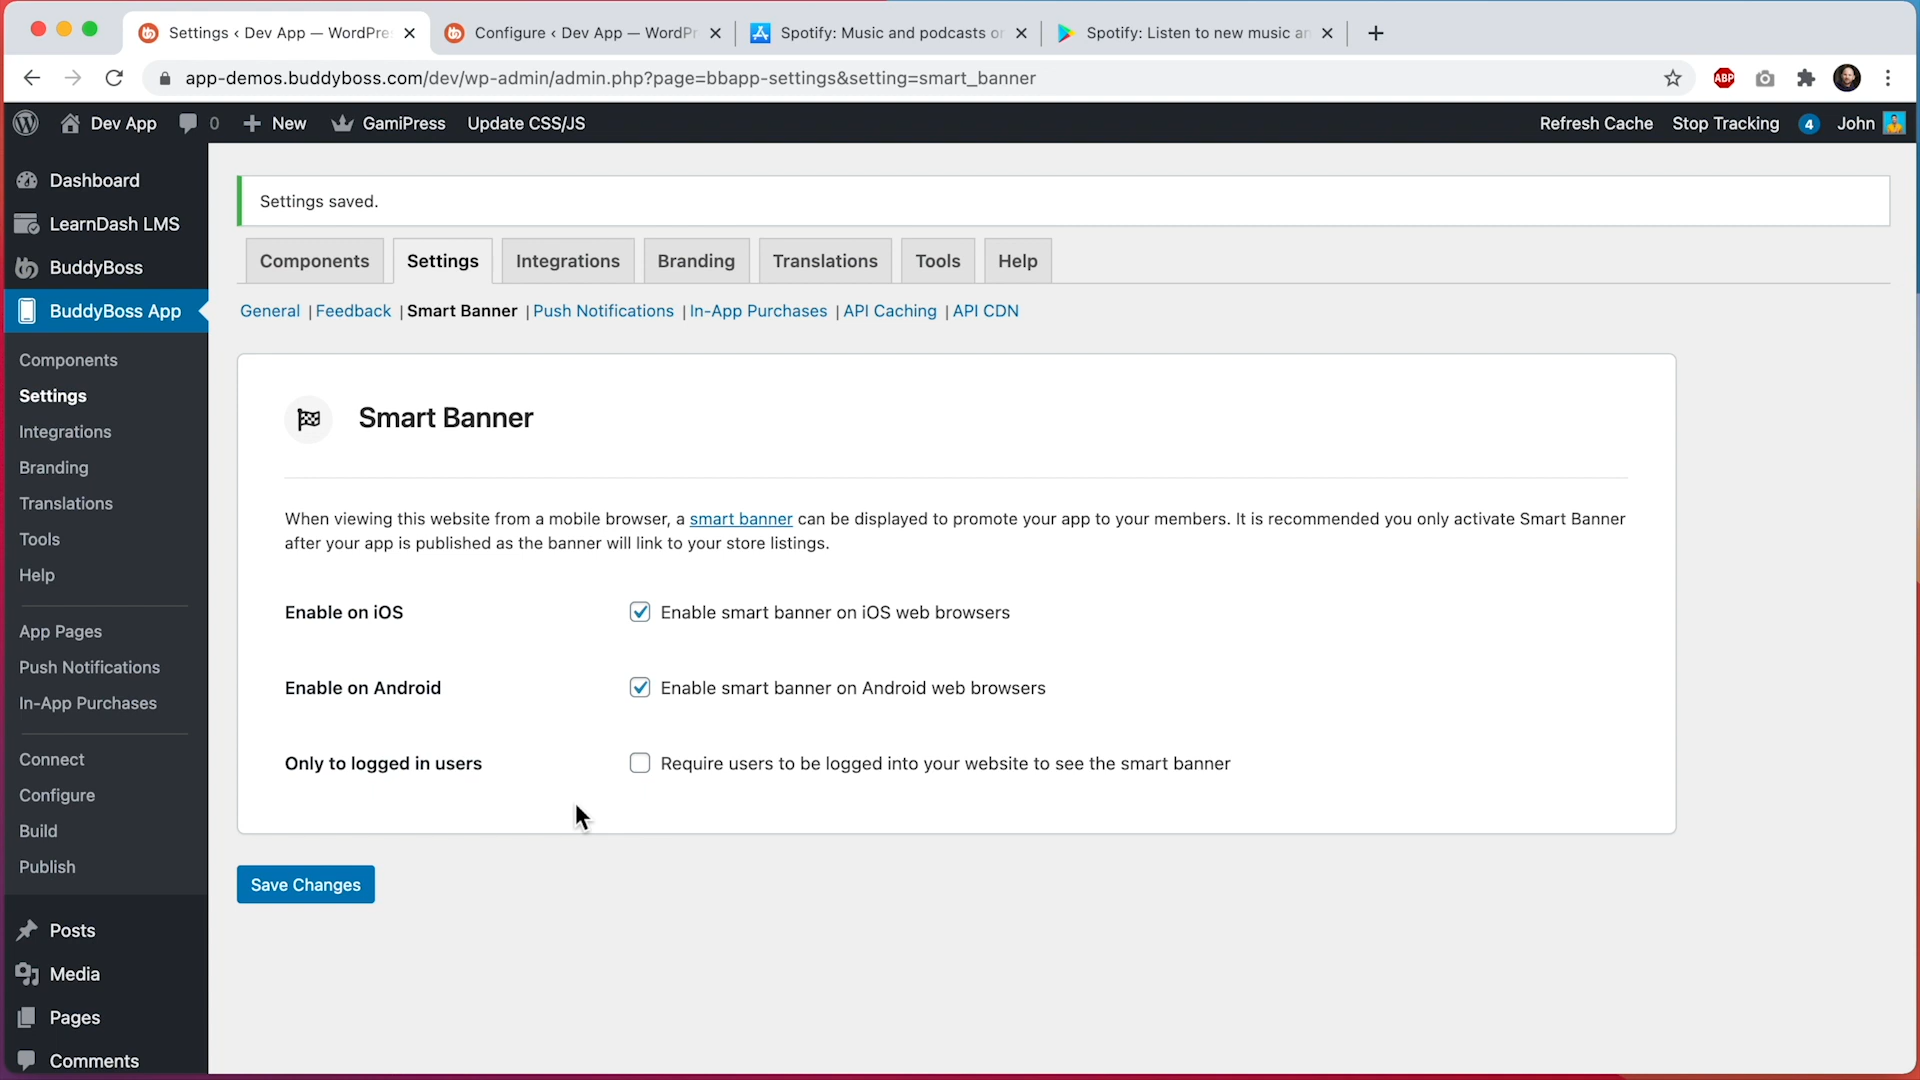 Settings ‹ Dev App — WordPre
Configure ‹ Dev App — WordP
Spotify: Music and podcasts o
Spotify: Listen to new music a
app-demos.buddyboss.com/dev/wp-admin/admin.php?page=bbapp-settings&setting=smart_banner
ABP
Dev App
0
New
GamiPress
Update CSS/JS
Refresh Cache
Stop Tracking
4
John
Dashboard
LearnDash LMS
BuddyBoss
BuddyBoss App
Components
Settings
Integrations
Branding
Translations
Tools
Help
App Pages
Push Notifications
In-App Purchases
Connect
Configure
Build
Publish
Posts
Media
Pages
Comments
Settings saved.
Components
Settings
Integrations
Branding
Translations
Tools
Help
General | Feedback | Smart Banner | Push Notifications | In-App Purchases | API Caching | API CDN
Smart Banner
When viewing this website from a mobile browser, a smart banner can be displayed to promote your app to your members. It is recommended you only activate Smart Banner
after your app is published as the banner will link to your store listings.
Enable on iOS
Enable smart banner on iOS web browsers
Enable on Android
Enable smart banner on Android web browsers
Only to logged in users
Require users to be logged into your website to see the smart banner
Save Changes